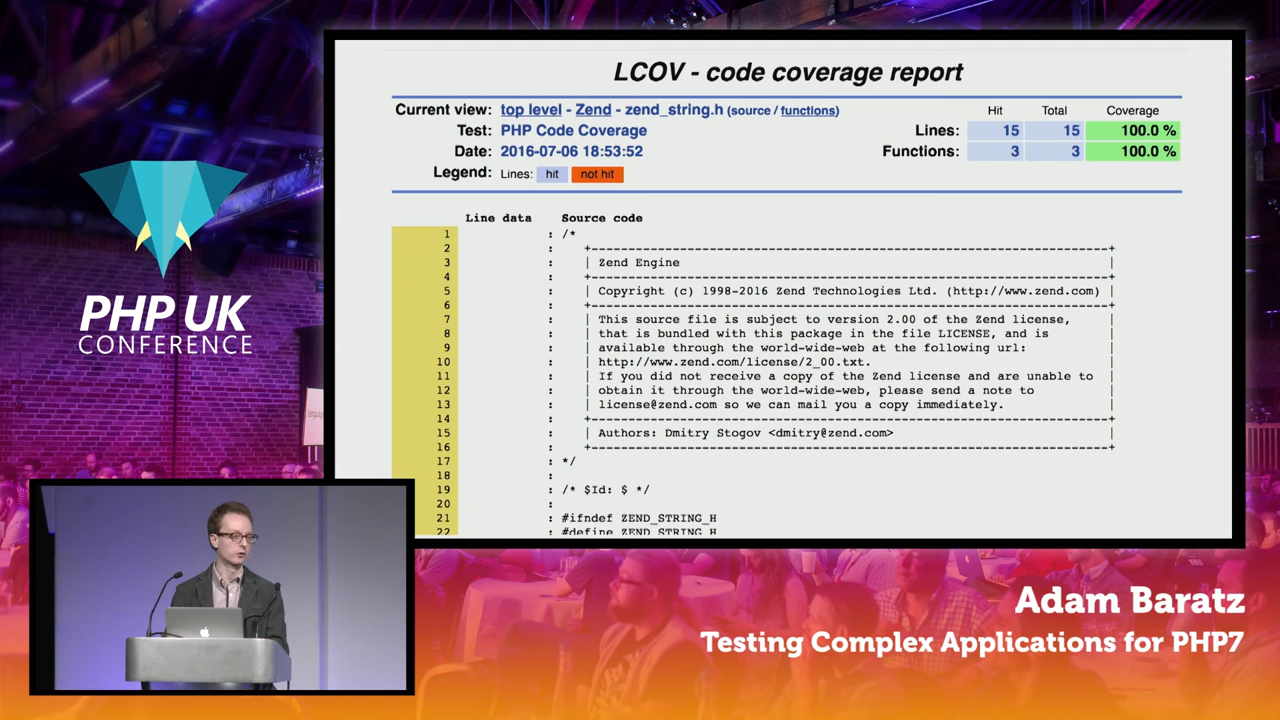 LCOV - code coverage report
Current view: top level - Zend - zend_string.h (source / functions)
Test: PHP Code Coverage
Date: 2016-07-06 18:53:52
Legend: Lines: hit not hit
Hit Total Coverage
Lines: 15 15 100.0 %
Functions: 3 3 100.0 %
Line data Source code
1 : /*
2 : +----------------------------------------------------------------------+
3 : | Zend Engine |
4 : +----------------------------------------------------------------------+
5 : | Copyright (c) 1998-2016 Zend Technologies Ltd. (http://www.zend.com) |
6 : +----------------------------------------------------------------------+
7 : | This source file is subject to version 2.00 of the Zend license, |
8 : | that is bundled with this package in the file LICENSE, and is |
9 : | available through the world-wide-web at the following url: |
10 : | http://www.zend.com/license/2_00.txt. |
11 : | If you did not receive a copy of the Zend license and are unable to |
12 : | obtain it through the world-wide-web, please send a note to |
13 : | license@zend.com so we can mail you a copy immediately. |
14 : +----------------------------------------------------------------------+
15 : | Authors: Dmitry Stogov <dmitry@zend.com> |
16 : +----------------------------------------------------------------------+
17 : */
18 :
19 : /* $Id: $ */
20 :
21 : #ifndef ZEND_STRING_H
22 : #define ZEND_STRING_H
PHP UK
CONFERENCE
Adam Baratz
Testing Complex Applications for PHP7